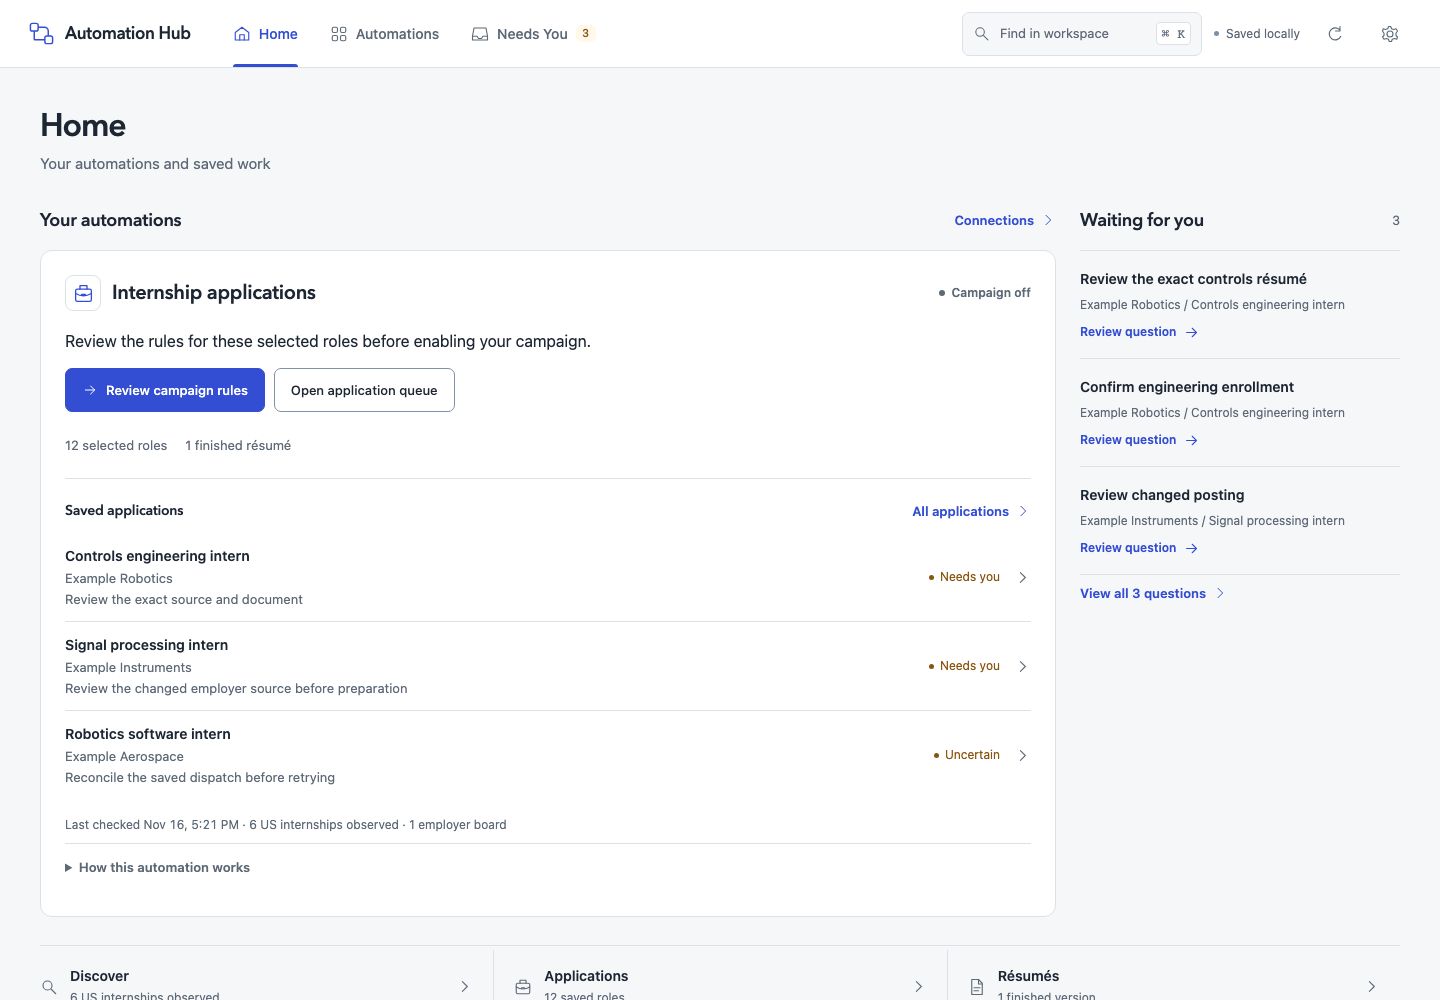 Automation Hub
Home
Automations
Needs You 3
Find in workspace ⌘ K
Saved locally
Home
Your automations and saved work
Your automations
Connections
Internship applications
Campaign off
Review the rules for these selected roles before enabling your campaign.
Review campaign rules
Open application queue
12 selected roles 1 finished résumé
Saved applications
All applications
Controls engineering intern
Example Robotics
Review the exact source and document
Needs you
Signal processing intern
Example Instruments
Review the changed employer source before preparation
Needs you
Robotics software intern
Example Aerospace
Reconcile the saved dispatch before retrying
Uncertain
Last checked Nov 16, 5:21 PM · 6 US internships observed · 1 employer board
How this automation works
Waiting for you 3
Review the exact controls résumé
Example Robotics / Controls engineering intern
Review question
Confirm engineering enrollment
Example Robotics / Controls engineering intern
Review question
Review changed posting
Example Instruments / Signal processing intern
Review question
View all 3 questions
Discover
6 US internships observed
Applications
12 saved roles
Résumés
1 finished version